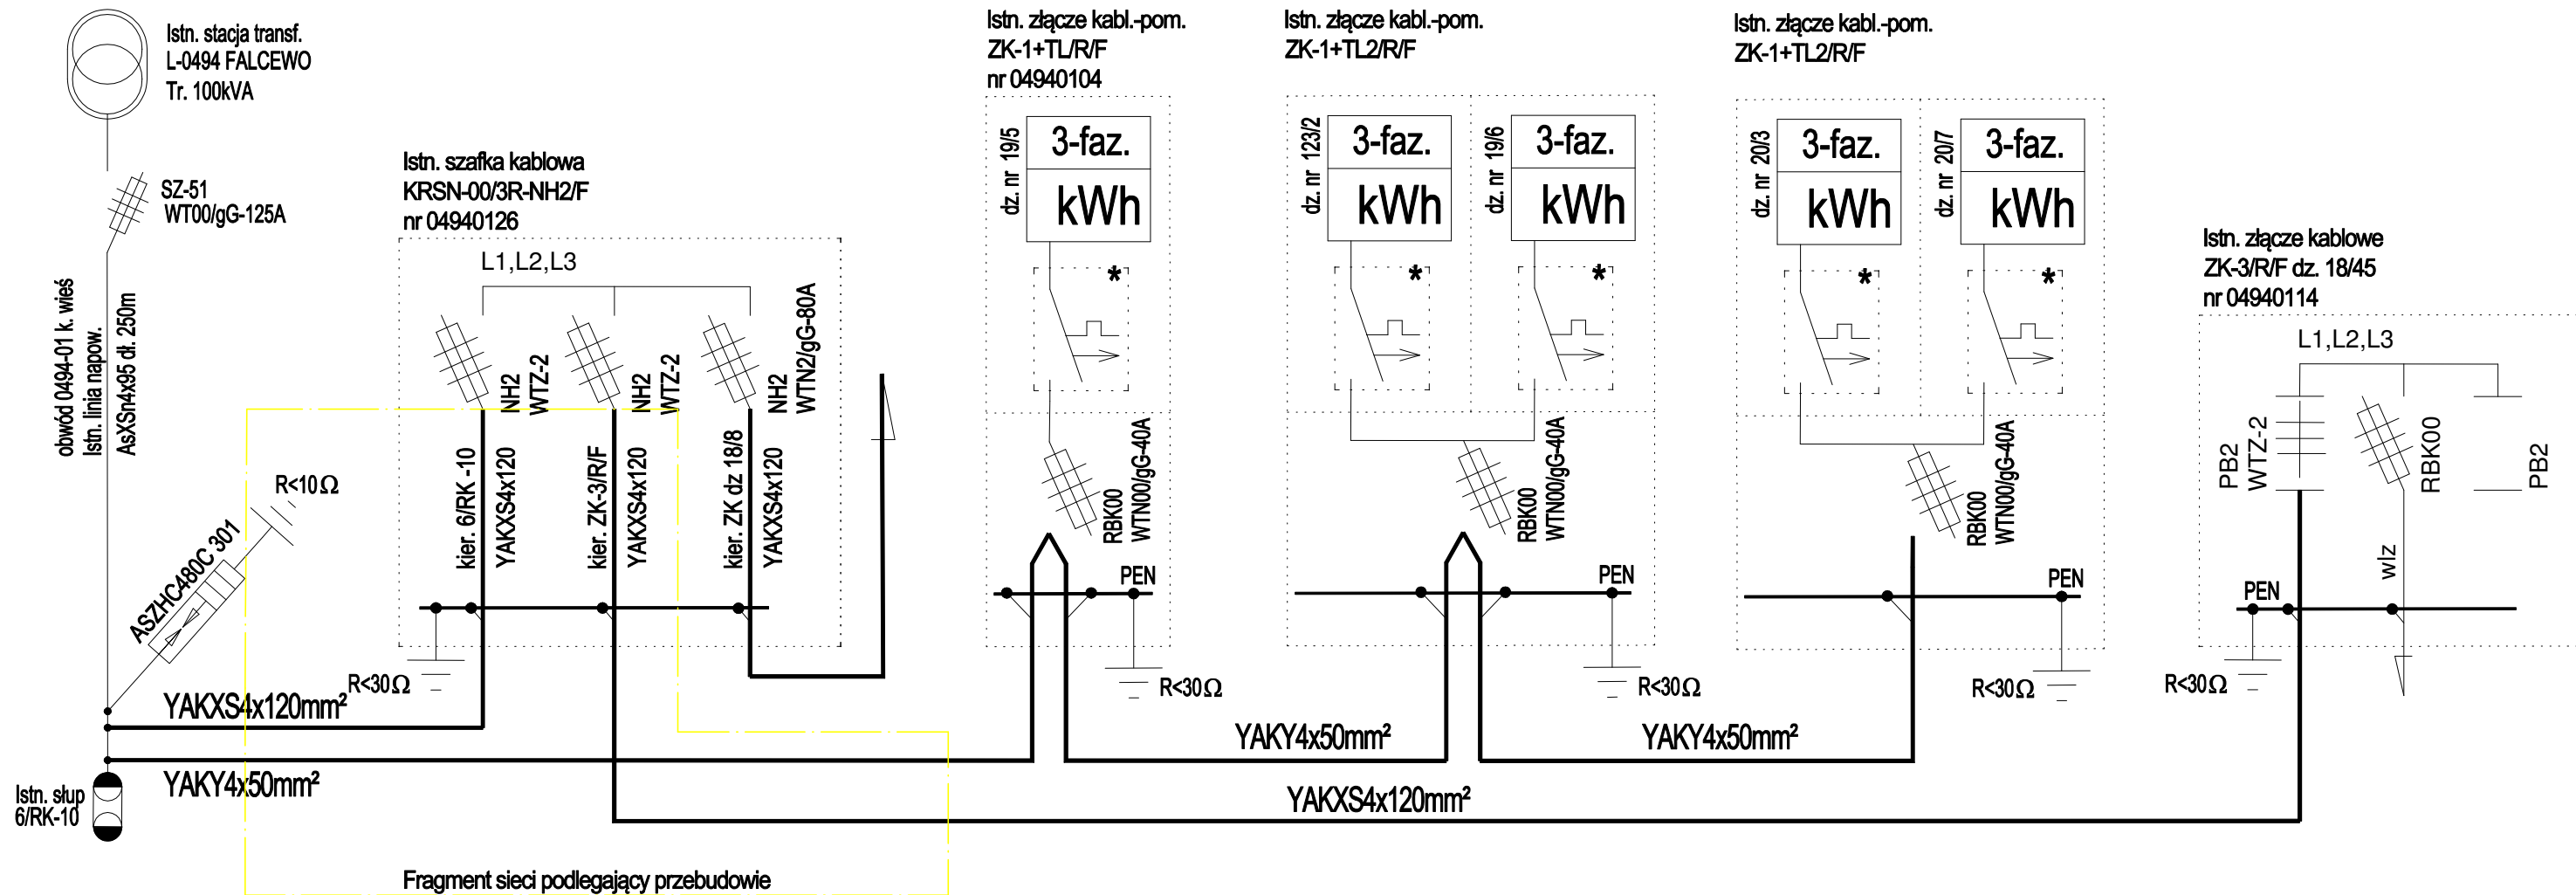 Istn. stacja transf.
L-0494 FALCEWO
Tr. 100kVA
SZ-51
WT00/gG-125A
obwód 0494-01 k. wieś
Istn. linia napow.
AsXSn4x95 dł. 250m
R<10Ω
ASZHC480C 301
Istn. słup
6/RK-10
YAKXS4x120mm²
YAKY4x50mm²
Istn. szafka kablowa
KRSN-00/3R-NH2/F
nr 04940126
L1,L2,L3
NH2
WTZ-2
NH2
WTZ-2
NH2
WTN2/gG-80A
kier. 6/RK -10
YAKXS4x120
kier. ZK-3/R/F
YAKXS4x120
kier. ZK dz 18/8
YAKXS4x120
R<30Ω
Fragment sieci podlegający przebudowie
Istn. złącze kabl.-pom.
ZK-1+TL/R/F
nr 04940104
dz. nr 19/5
3-faz.
kWh
*
RBK00
WTN00/gG-40A
PEN
R<30Ω
YAKY4x50mm²
Istn. złącze kabl.-pom.
ZK-1+TL2/R/F
dz. nr 123/2
3-faz.
kWh
*
dz. nr 19/6
3-faz.
kWh
*
RBK00
WTN00/gG-40A
PEN
R<30Ω
YAKY4x50mm²
YAKXS4x120mm²
Istn. złącze kabl.-pom.
ZK-1+TL2/R/F
dz. nr 20/3
3-faz.
kWh
*
dz. nr 20/7
3-faz.
kWh
*
RBK00
WTN00/gG-40A
PEN
R<30Ω
Istn. złącze kablowe
ZK-3/R/F dz. 18/45
nr 04940114
L1,L2,L3
PB2
WTZ-2
RBK00
PB2
wlz
PEN
R<30Ω